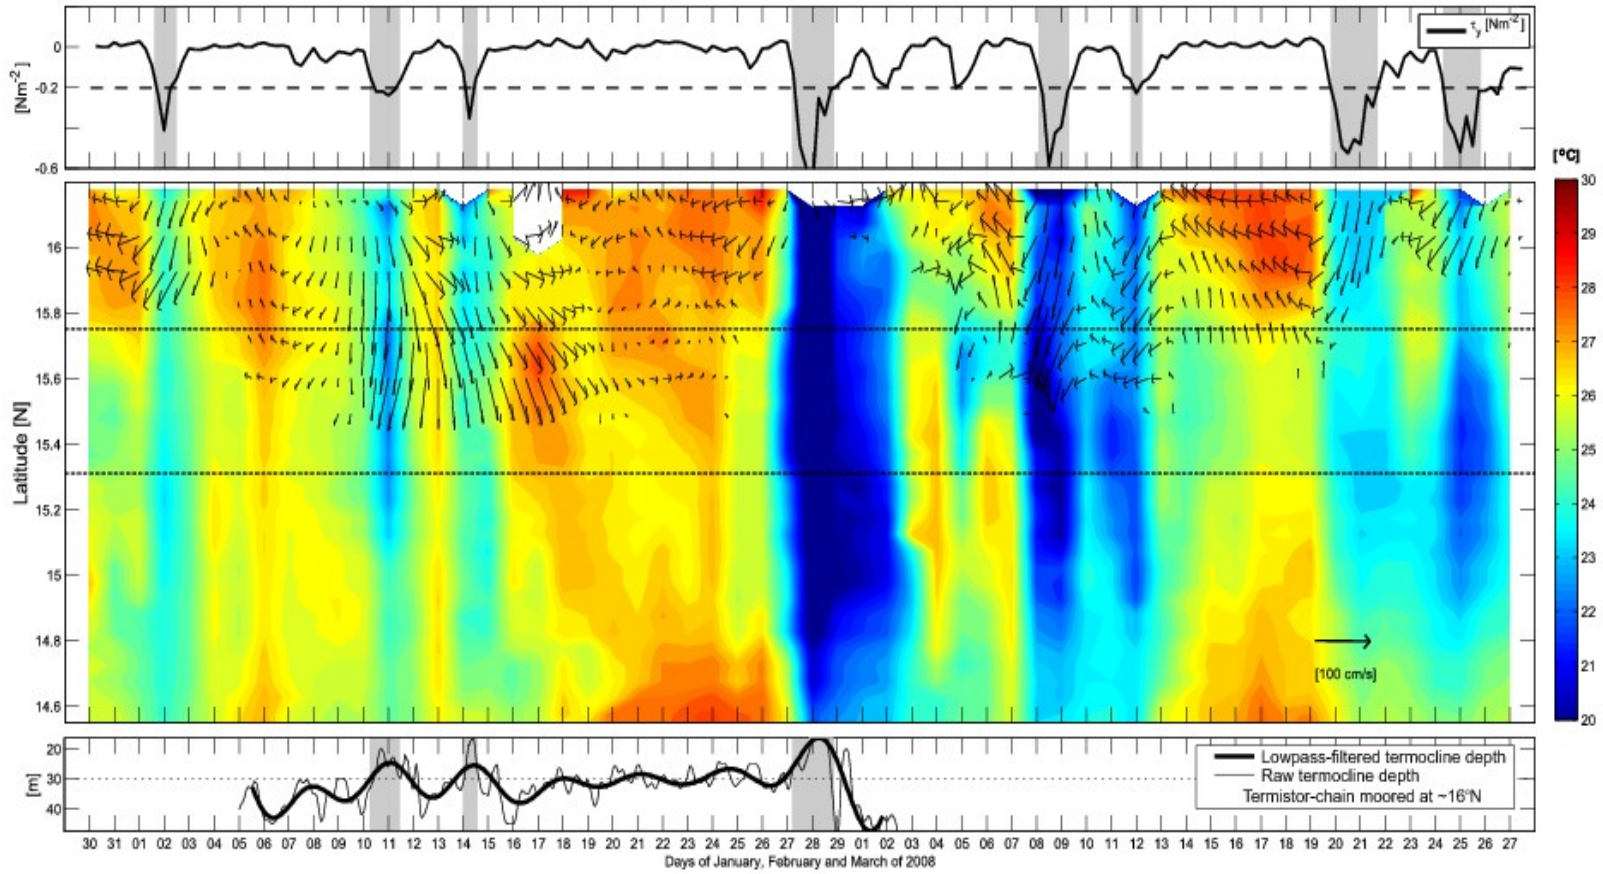 τy [Nm-2]
[Nm-2]
0
-0.2
-0.6
[ºC]
30
29
28
27
26
25
24
23
22
21
20
Latitude [N]
16
15.8
15.6
15.4
15.2
15
14.8
14.6
[100 cm/s]
[m]
20
30
40
Lowpass-filtered termocline depth
Raw termocline depth
Termistor-chain moored at ~16ºN
30 31 01 02 03 04 05 06 07 08 09 10 11 12 13 14 15 16 17 18 19 20 21 22 23 24 25 26 27 28 29 01 02 03 04 05 06 07 08 09 10 11 12 13 14 15 16 17 18 19 20 21 22 23 24 25 26 27
Days of January, February and March of 2008